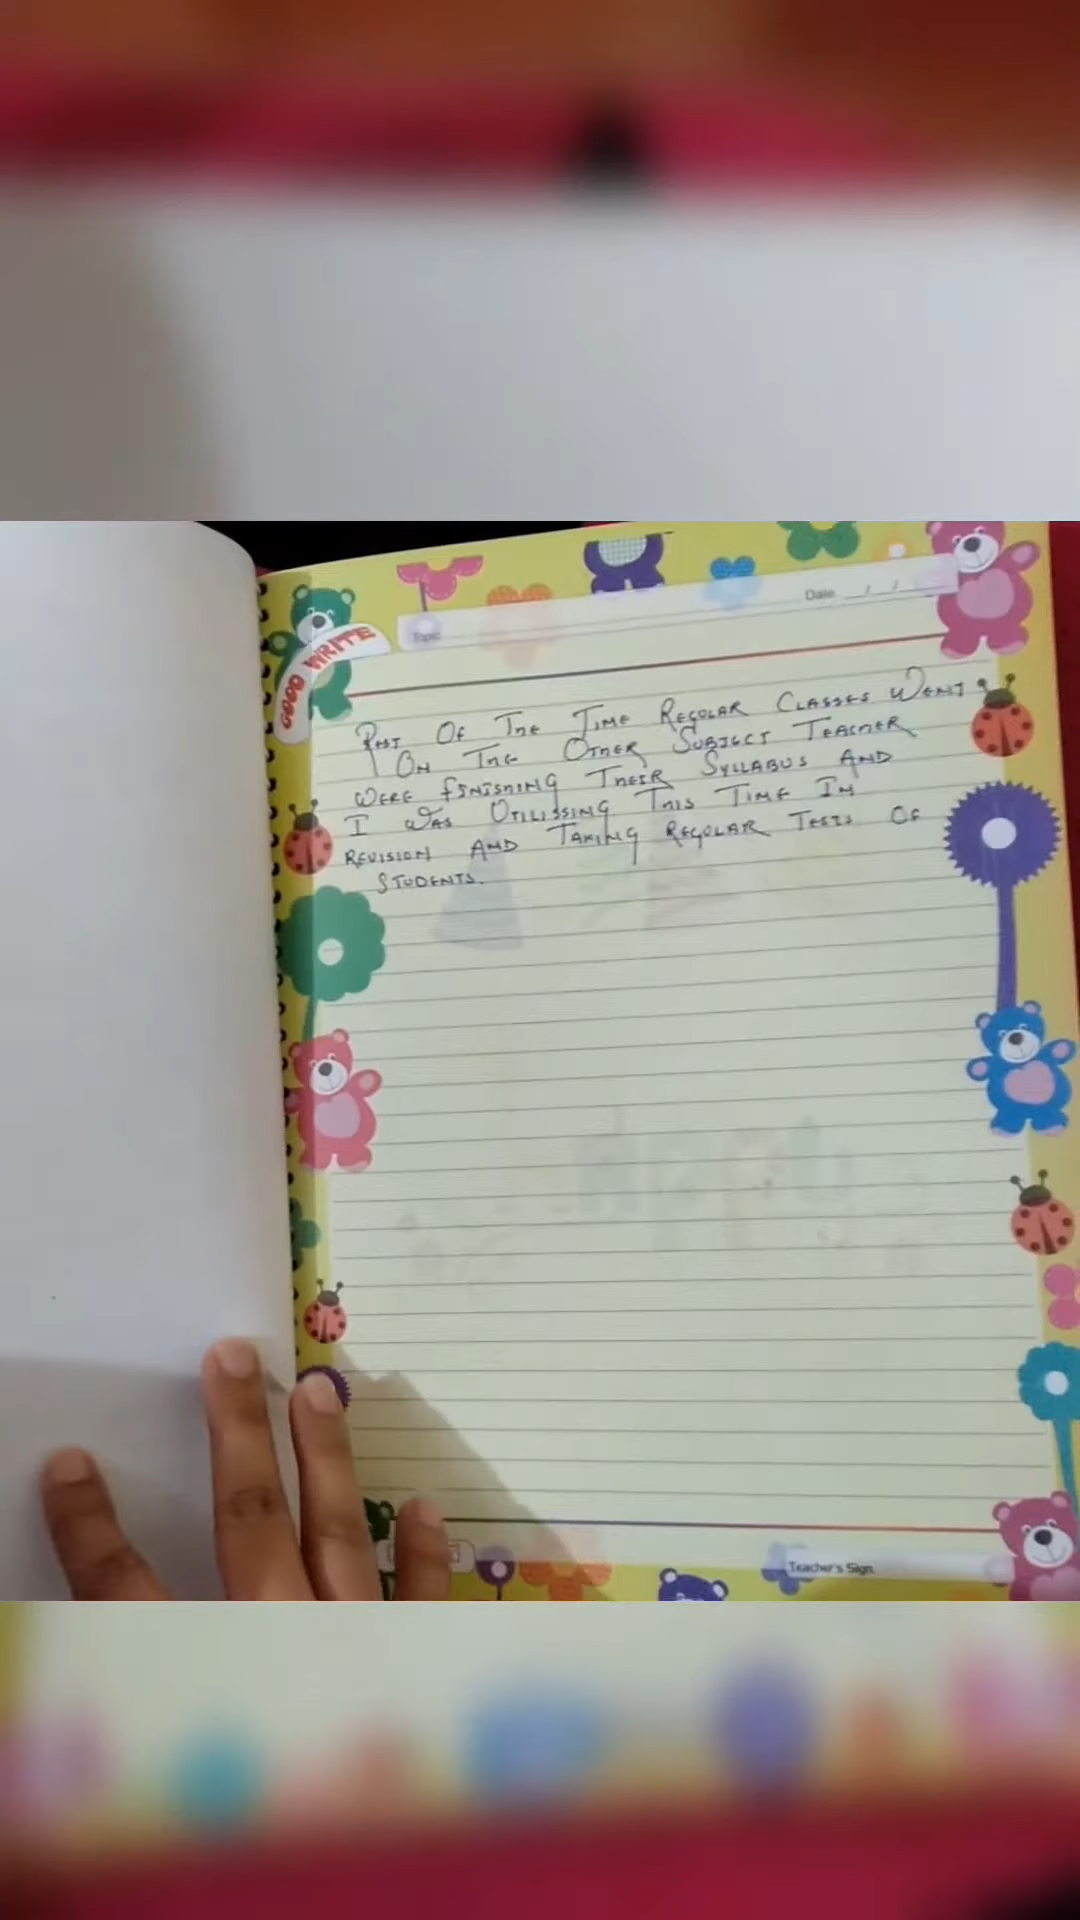 GOOD WRITE
Topic
Date / /
Rest Of The Time Regular Classes Went
On The Other Subject Teacher
Were Finishing Their Syllabus And
I Was Utilissing This Time In
Revision And Taking Regular Tests Of
Students.
Teacher's Sign.